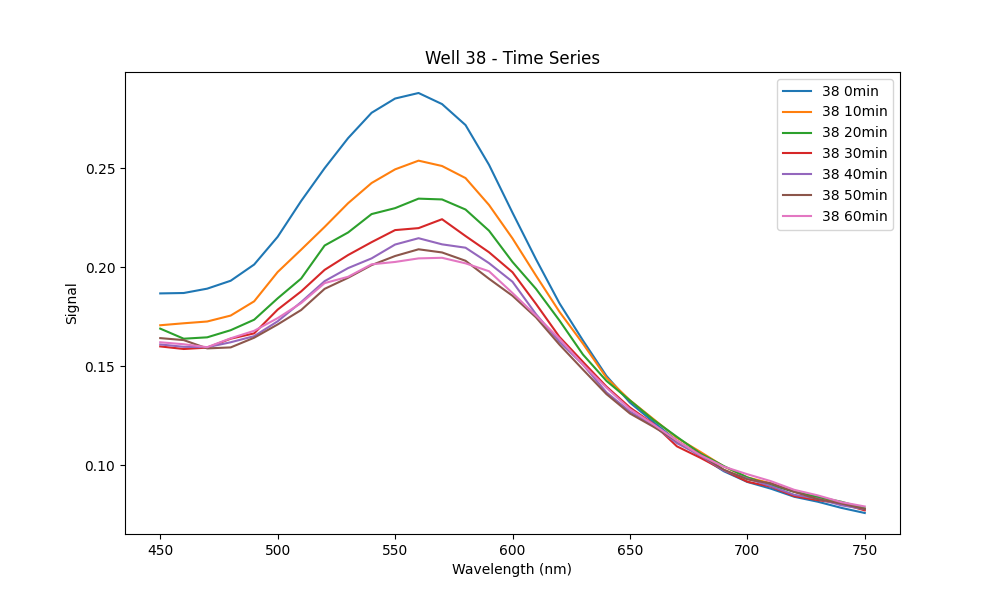 Well 38 - Time Series
38 0min
38 10min
38 20min
38 30min
38 40min
38 50min
38 60min
Signal
0.25
0.20
0.15
0.10
450 500 550 600 650 700 750
Wavelength (nm)